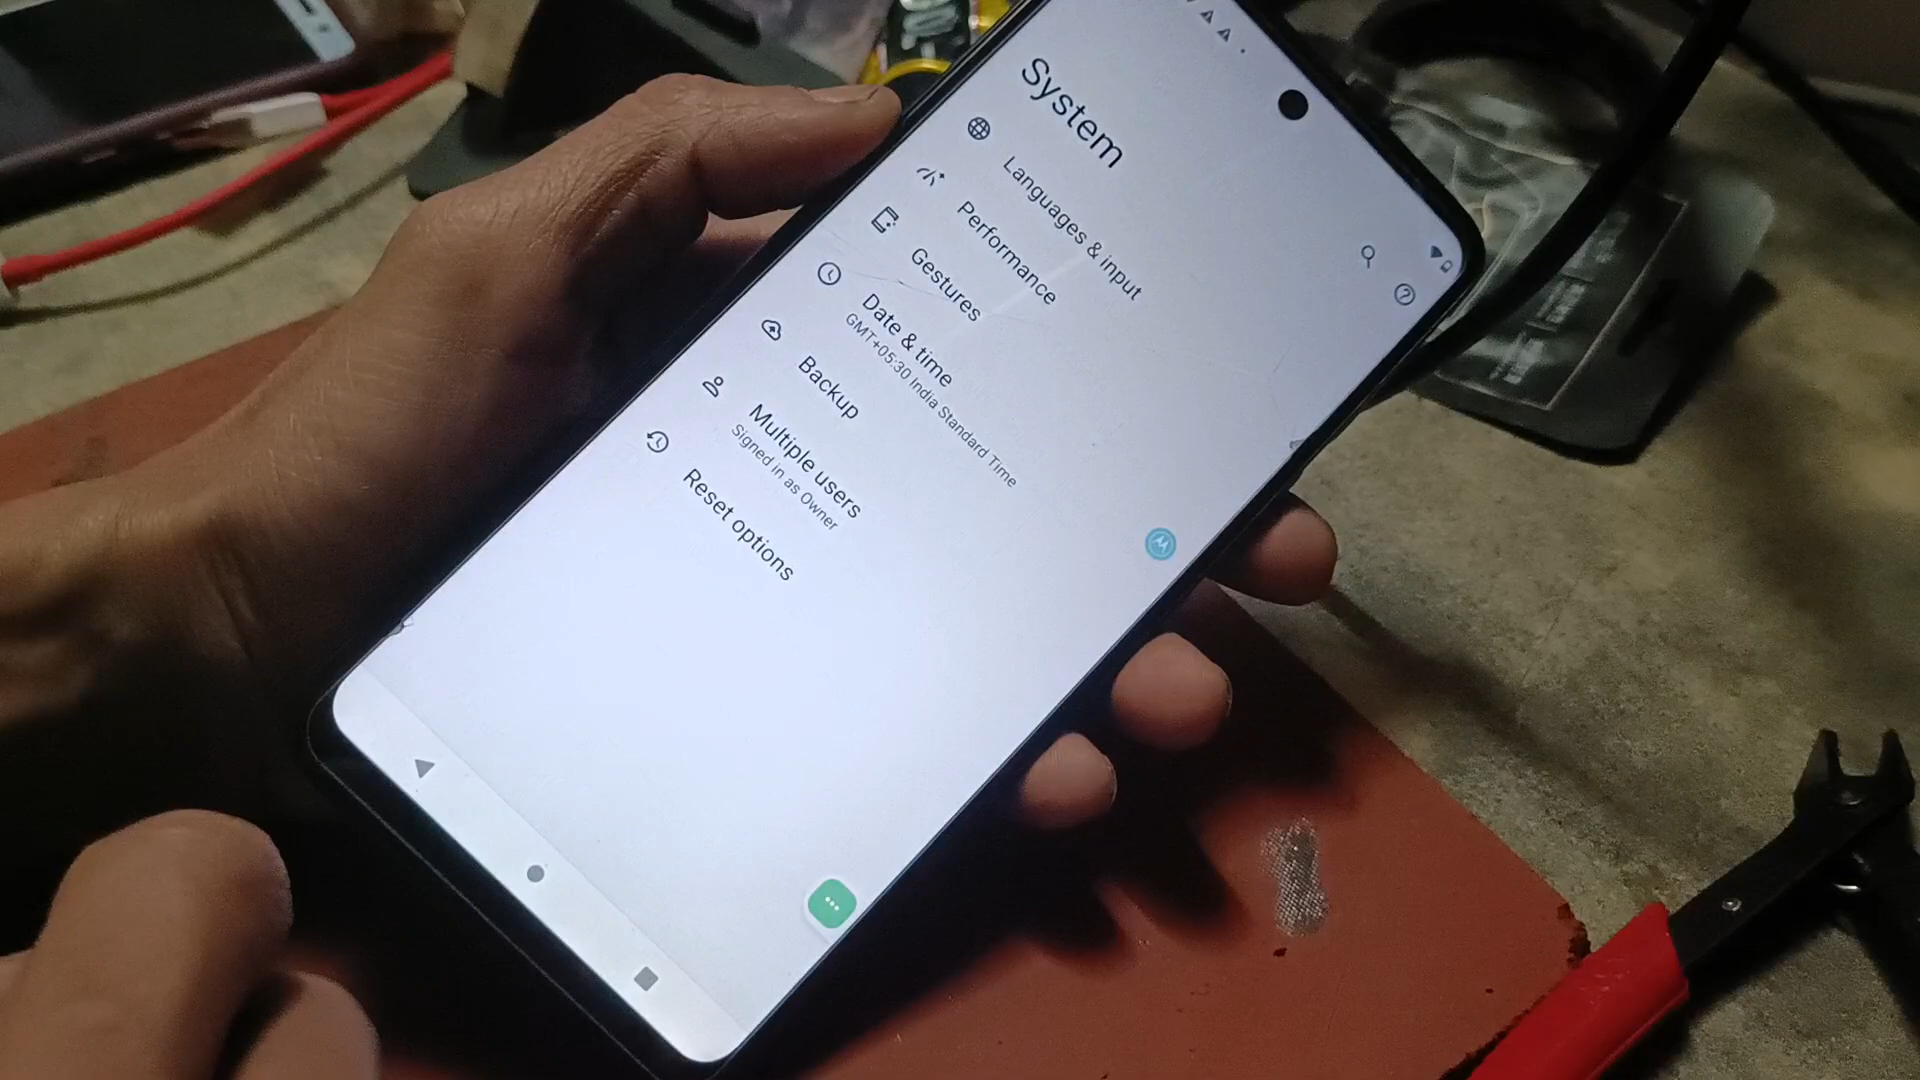 System
Languages & input
Performance
Gestures
Date & time
GMT+05:30 India Standard Time
Backup
Multiple users
Signed in as Owner
Reset options